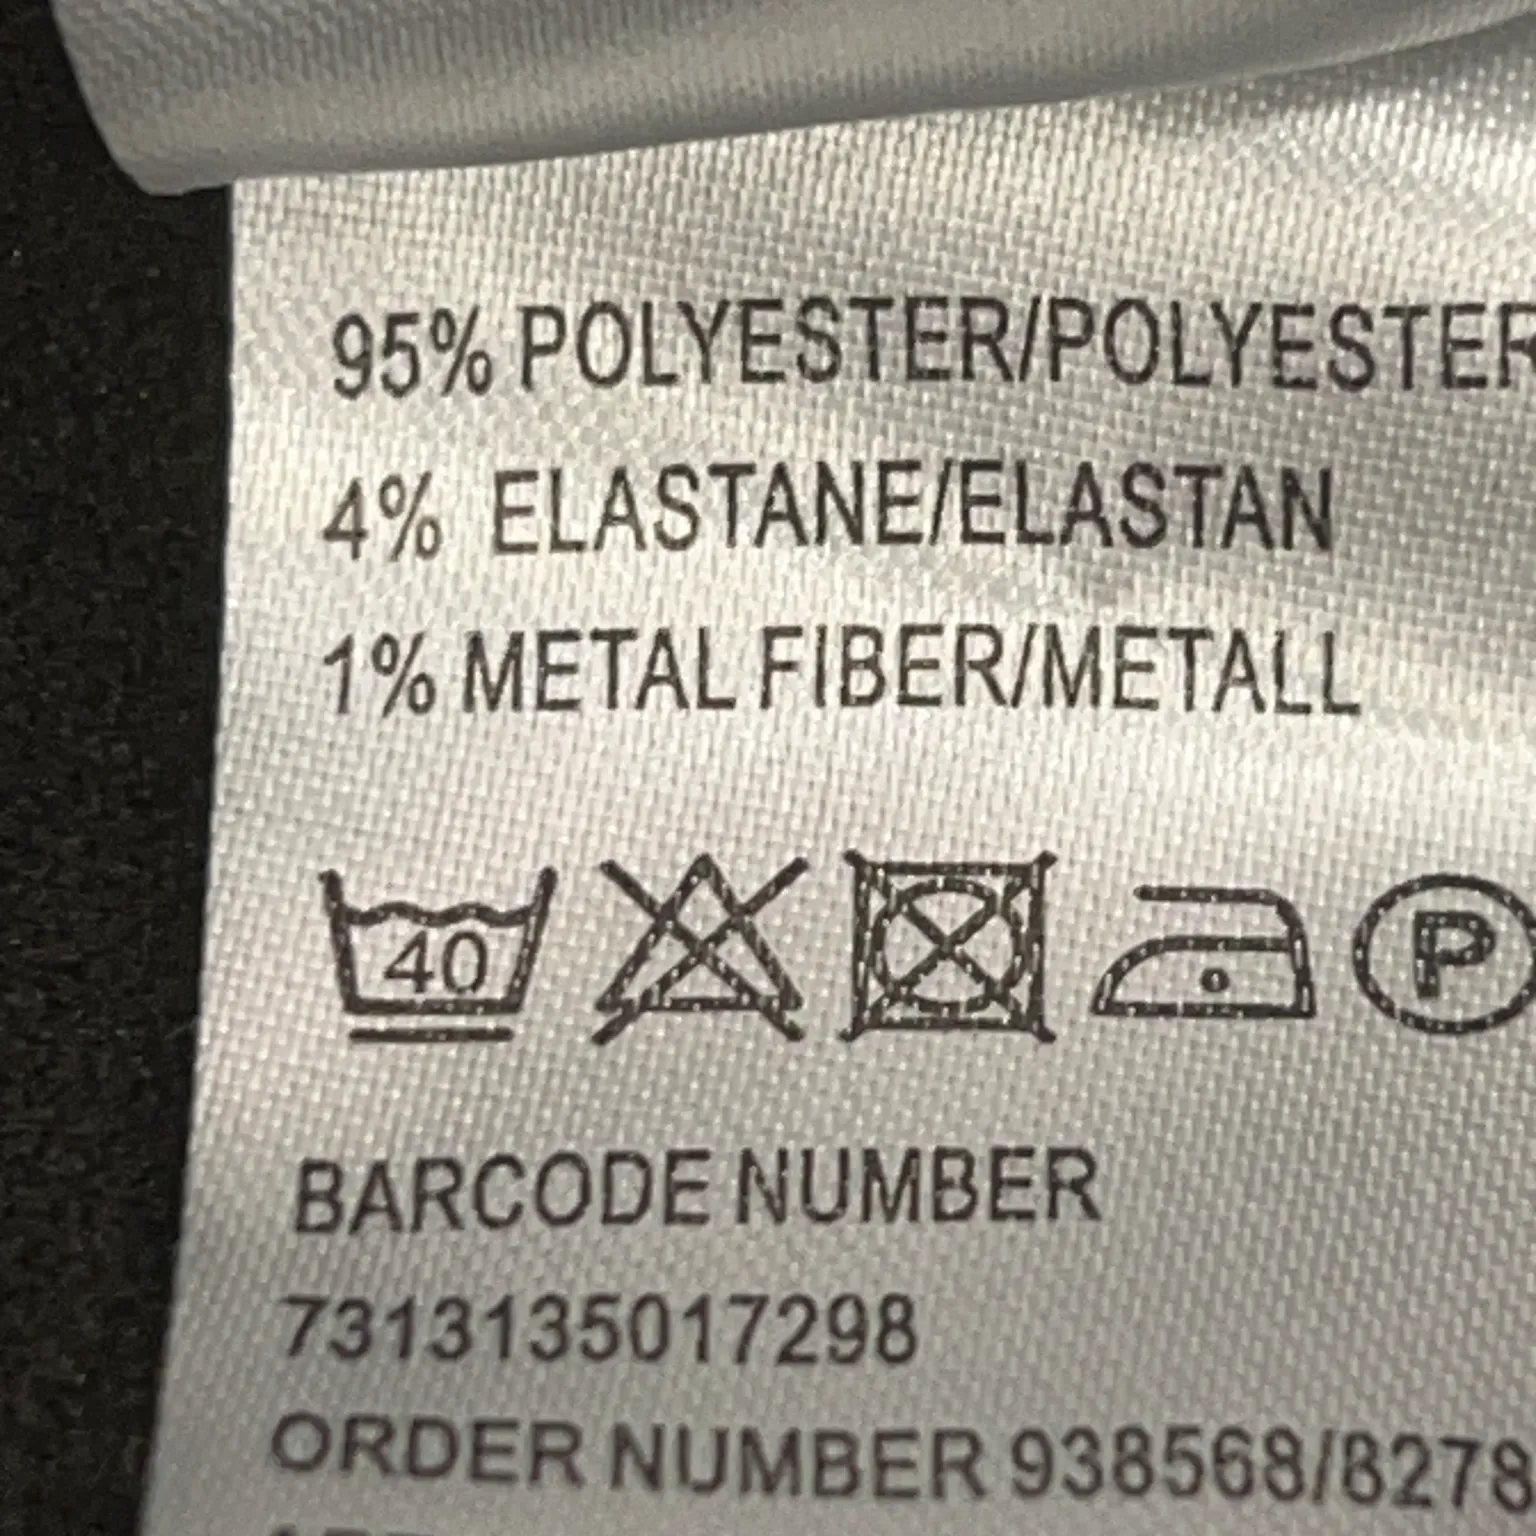 95% POLYESTER/POLYESTER
4% ELASTANE/ELASTAN
1% METAL FIBER/METALL
40
P
BARCODE NUMBER
7313135017298
ORDER NUMBER 938568/8278